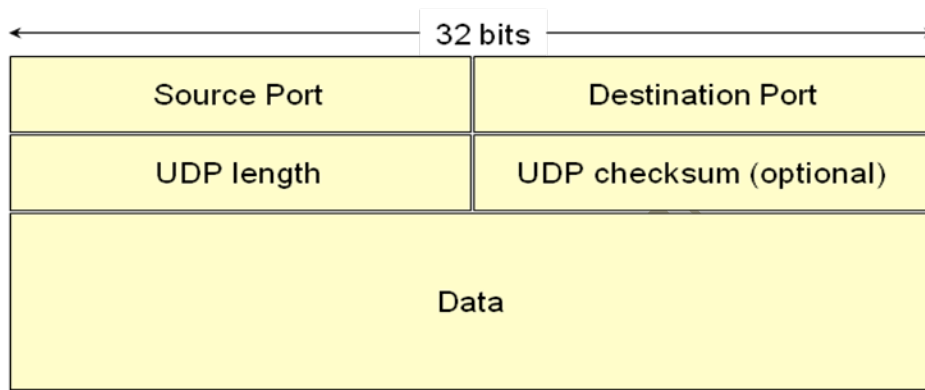 32 bits
Source Port
Destination Port
UDP length
UDP checksum (optional)
Data